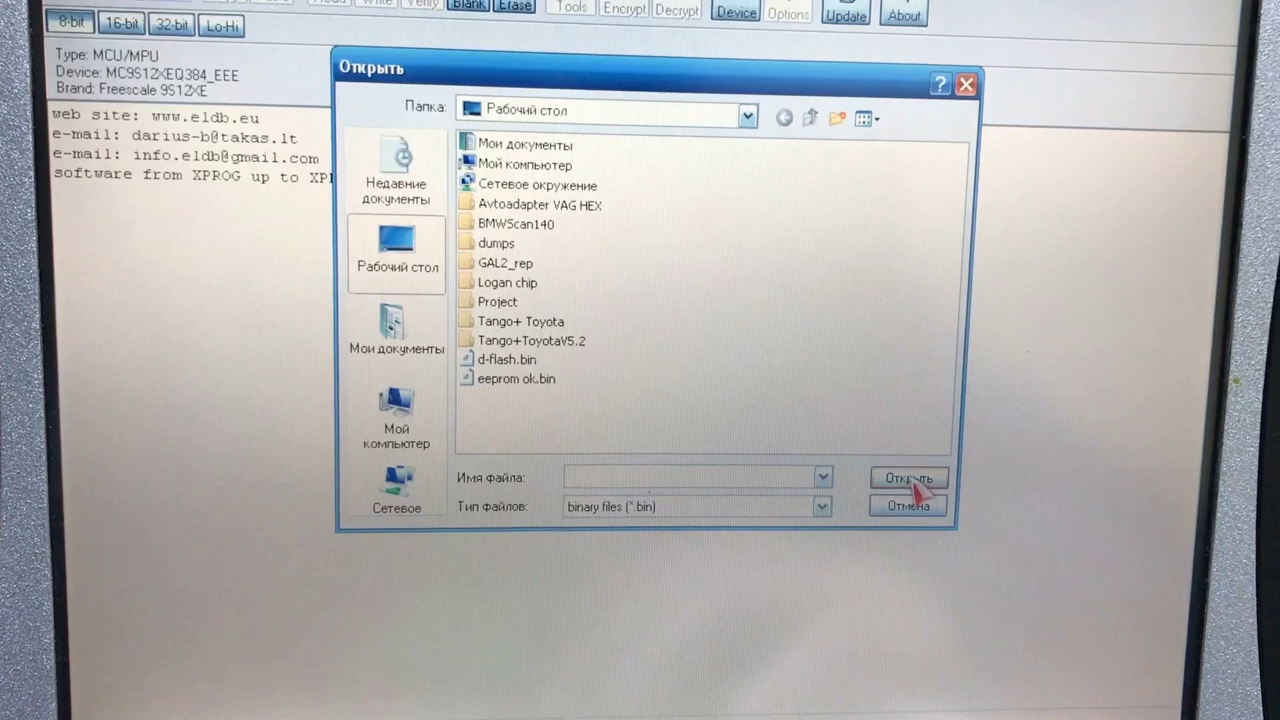 Read Write Verify Blank Erase Tools Encrypt Decrypt Device Options Update About
8-bit 16-bit 32-bit Lo-Hi
Type: MCU/MPU
Device: MC9S12XEQ384_EEE
Brand: Freescale 9S12XE
web site: www.eldb.eu
e-mail: darius-b@takas.lt
e-mail: info.eldb@gmail.com
software from XPROG up to XP
Открыть
Папка: Рабочий стол
Недавние документы
Рабочий стол
Мои документы
Мой компьютер
Сетевое
Мои документы
Мой компьютер
Сетевое окружение
Avtoadapter VAG HEX
BMWScan140
dumps
GAL2_rep
Logan chip
Project
Tango+ Toyota
Tango+ToyotaV5.2
d-flash.bin
eeprom ok.bin
Имя файла:
Открыть
Тип файлов: binary files (*.bin)
Отмена